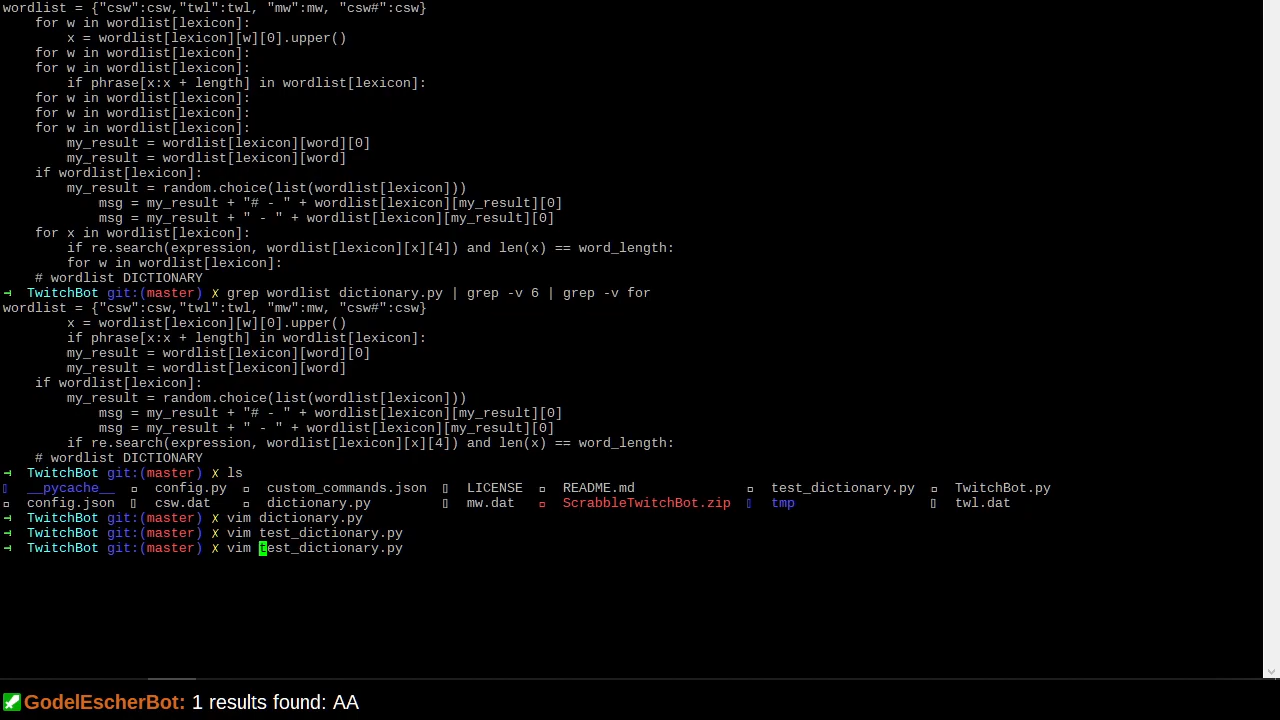 wordlist = {"csw":csw,"twl":twl, "mw":mw, "csw#":csw}
    for w in wordlist[lexicon]:
        x = wordlist[lexicon][w][0].upper()
    for w in wordlist[lexicon]:
    for w in wordlist[lexicon]:
        if phrase[x:x + length] in wordlist[lexicon]:
    for w in wordlist[lexicon]:
    for w in wordlist[lexicon]:
    for w in wordlist[lexicon]:
        my_result = wordlist[lexicon][word][0]
        my_result = wordlist[lexicon][word]
    if wordlist[lexicon]:
        my_result = random.choice(list(wordlist[lexicon]))
            msg = my_result + "# - " + wordlist[lexicon][my_result][0]
            msg = my_result + " - " + wordlist[lexicon][my_result][0]
    for x in wordlist[lexicon]:
        if re.search(expression, wordlist[lexicon][x][4]) and len(x) == word_length:
        for w in wordlist[lexicon]:
    # wordlist DICTIONARY
TwitchBot git:(master) ✗ grep wordlist dictionary.py | grep -v 6 | grep -v for
wordlist = {"csw":csw,"twl":twl, "mw":mw, "csw#":csw}
        x = wordlist[lexicon][w][0].upper()
        if phrase[x:x + length] in wordlist[lexicon]:
        my_result = wordlist[lexicon][word][0]
        my_result = wordlist[lexicon][word]
    if wordlist[lexicon]:
        my_result = random.choice(list(wordlist[lexicon]))
            msg = my_result + "# - " + wordlist[lexicon][my_result][0]
            msg = my_result + " - " + wordlist[lexicon][my_result][0]
        if re.search(expression, wordlist[lexicon][x][4]) and len(x) == word_length:
    # wordlist DICTIONARY
TwitchBot git:(master) ✗ ls
__pycache__ config.py custom_commands.json LICENSE README.md test_dictionary.py TwitchBot.py
config.json csw.dat dictionary.py mw.dat ScrabbleTwitchBot.zip tmp twl.dat
TwitchBot git:(master) ✗ vim dictionary.py
TwitchBot git:(master) ✗ vim test_dictionary.py
TwitchBot git:(master) ✗ vim test_dictionary.py
GodelEscherBot: 1 results found: AA